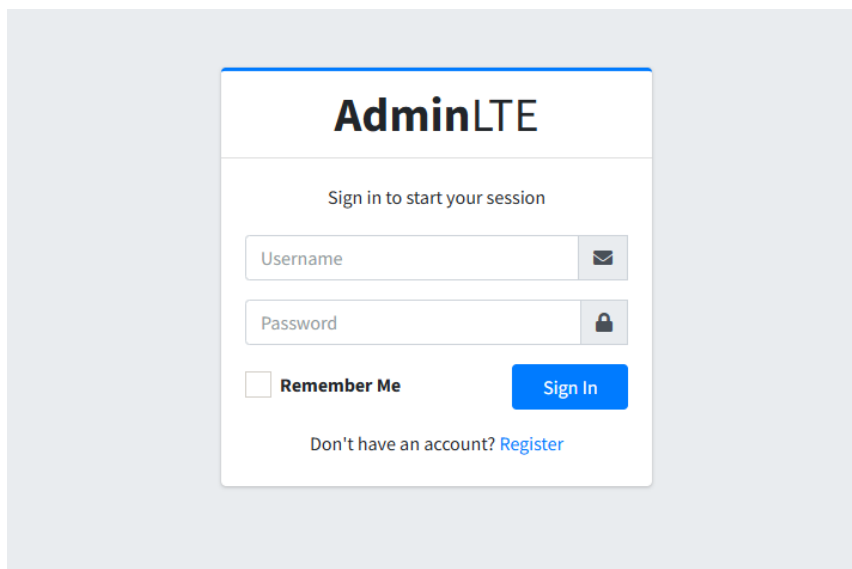 AdminLTE
Sign in to start your session
Username
Password
Remember Me
Sign In
Don't have an account? Register